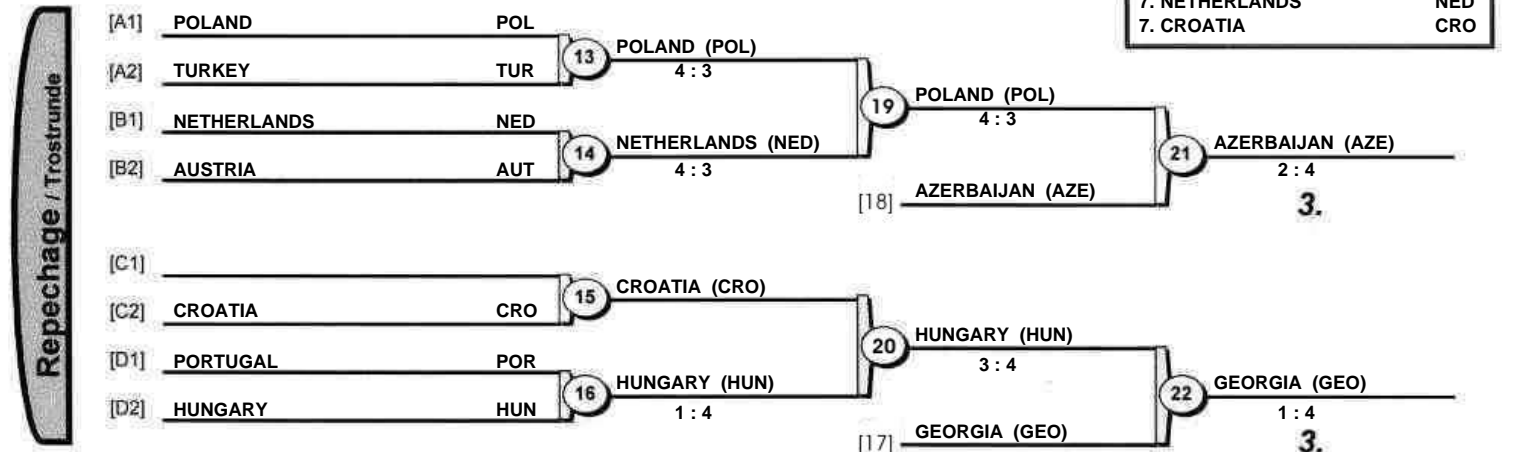 7. NETHERLANDS NED
7. CROATIA CRO
Repechage / Trostrunde
[A1] POLAND POL
13 POLAND (POL)
4 : 3
[A2] TURKEY TUR
19 POLAND (POL)
4 : 3
[B1] NETHERLANDS NED
14 NETHERLANDS (NED)
4 : 3
[B2] AUSTRIA AUT
21 AZERBAIJAN (AZE)
2 : 4
3.
[18] AZERBAIJAN (AZE)
[C1]
15 CROATIA (CRO)
[C2] CROATIA CRO
20 HUNGARY (HUN)
3 : 4
[D1] PORTUGAL POR
16 HUNGARY (HUN)
1 : 4
[D2] HUNGARY HUN
22 GEORGIA (GEO)
1 : 4
3.
[17] GEORGIA (GEO)